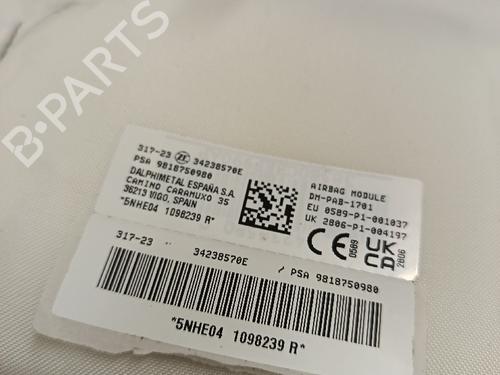 317-23 ZF 34238570E
PSA 9818750980
DALPHIMETAL ESPAÑA S.A.
CAMINO CARAMUXO 35
36213 VIGO, SPAIN
*5NHE04 1098239 R*
AIRBAG MODULE
DM-PAB-1701
EU 0589-P1-001037
UK 2806-P1-004197
CE 0589
UK CA 2806
317-23 34238570E / PSA 9818750980
*5NHE04 1098239 R*
B-PARTS